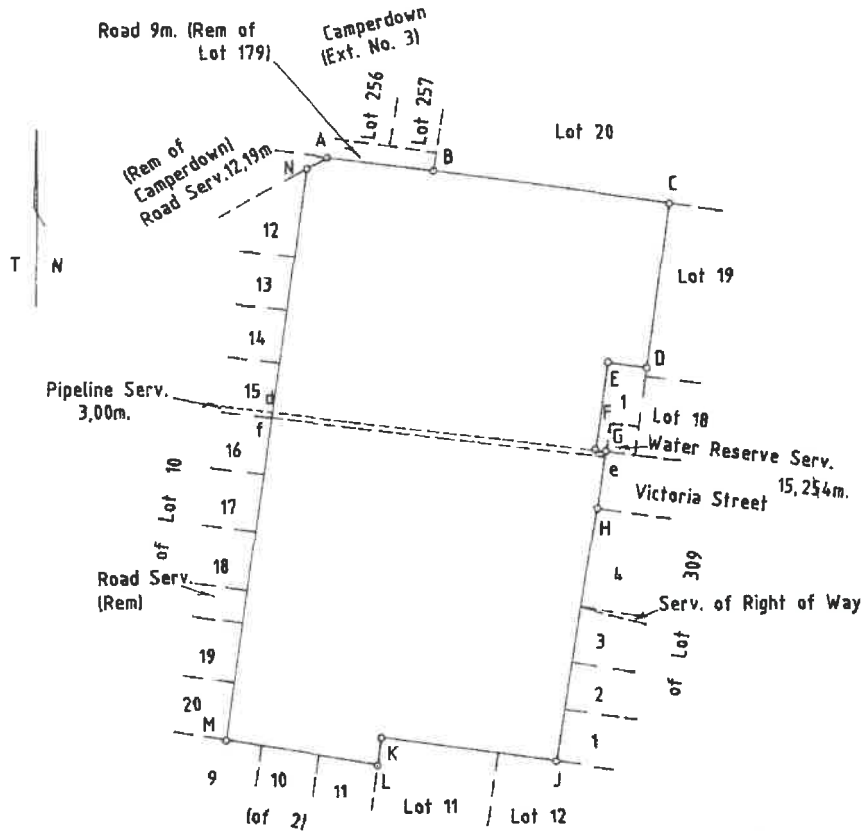 Road 9m. (Rem of
Lot 179)
Camperdown
(Ext. No. 3)
Lot 256
Lot 257
Lot 20
A
B
C
(Rem of
Camperdown)
Road Serv. 12,19m
N
T N
12
13
14
15
16
17
18
19
20
Lot 19
D
E
1
F
G
Lot 18
Pipeline Serv.
3,00m.
d
f
Water Reserve Serv.
15,254m.
e
Victoria Street
H
of Lot 10
Road Serv.
(Rem)
4
Serv. of Right of Way
3
2
1
of Lot 309
M
K
L
J
9
10
11
(of 2)
Lot 11
Lot 12